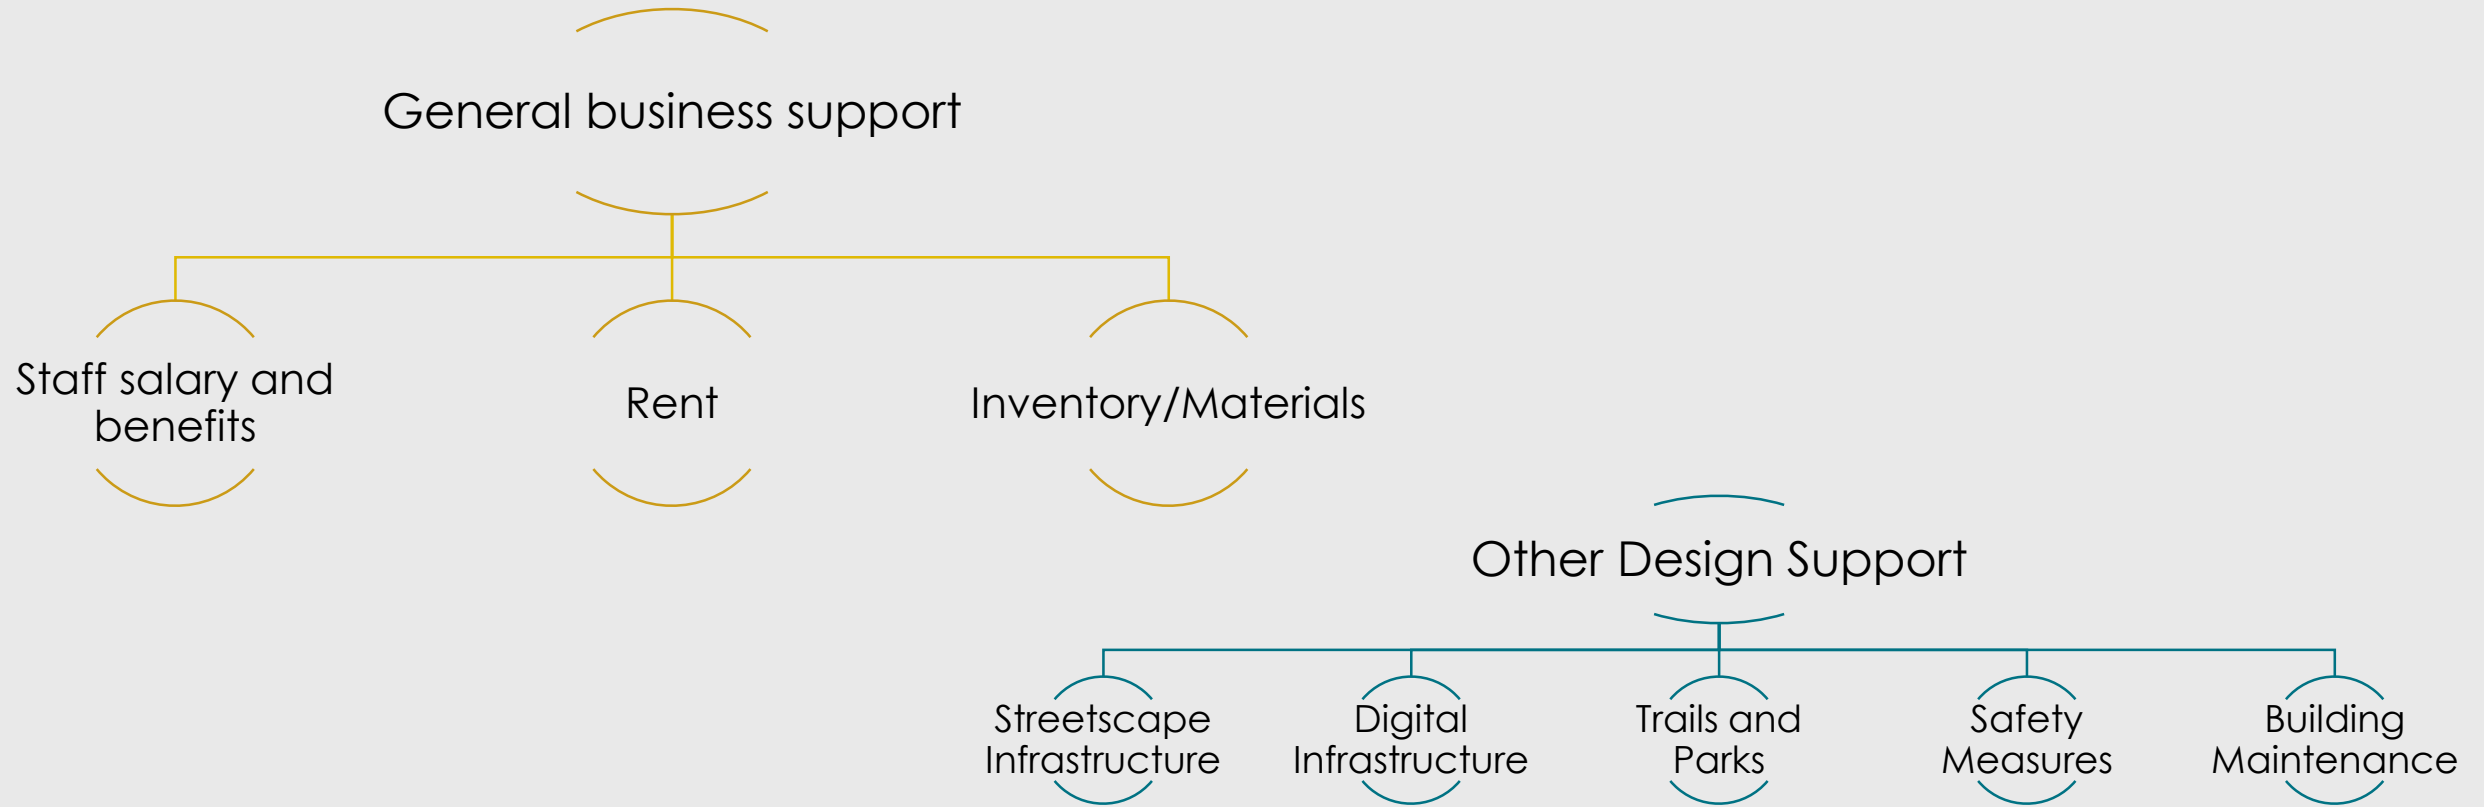 General business support
Staff salary and
benefits
Rent
Inventory/Materials
Other Design Support
Streetscape
Infrastructure
Digital
Infrastructure
Trails and
Parks
Safety
Measures
Building
Maintenance